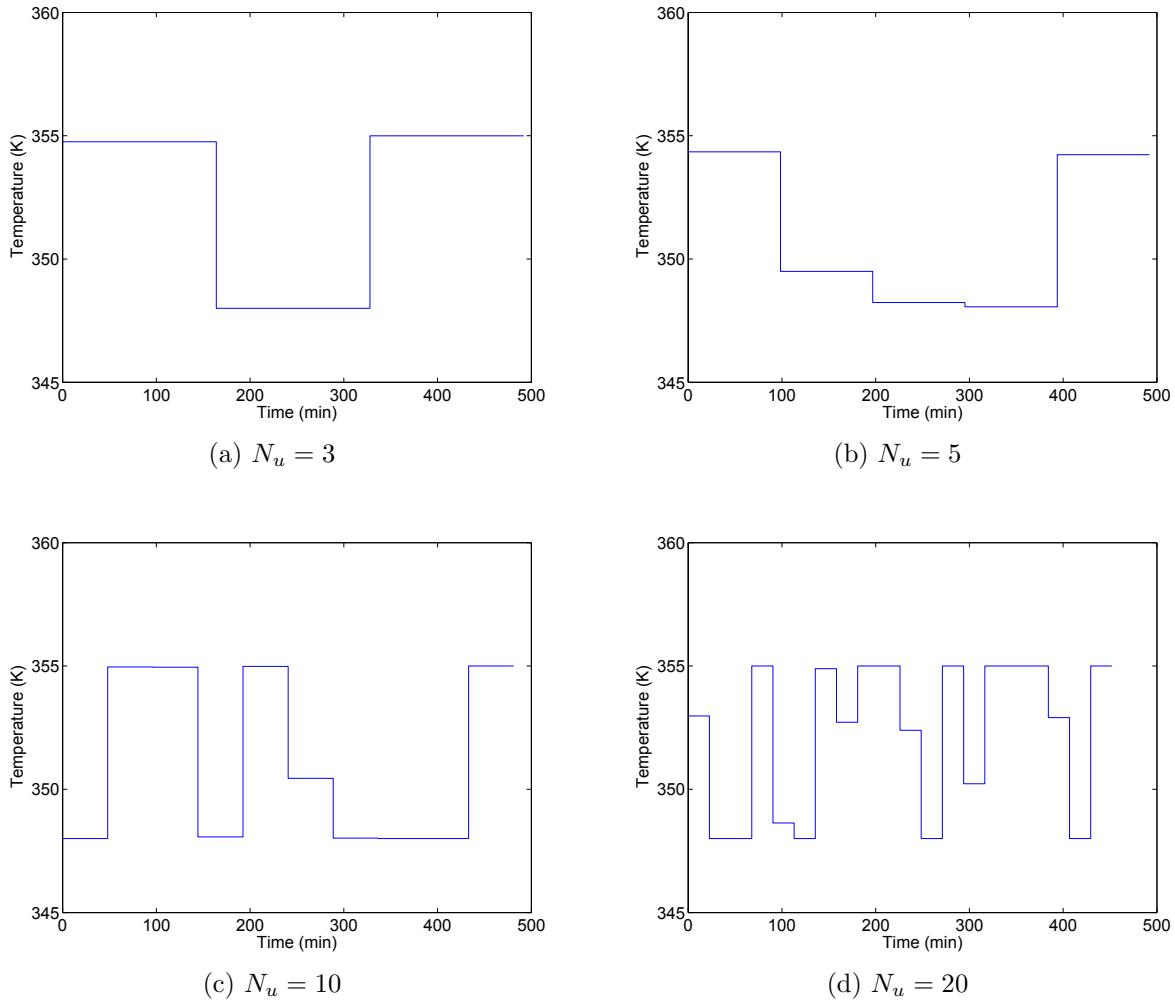 360
355
350
345
Temperature (K)
0 100 200 300 400 500
Time (min)
(a) N_u = 3
360
355
350
345
Temperature (K)
0 100 200 300 400 500
Time (min)
(b) N_u = 5
360
355
350
345
Temperature (K)
0 100 200 300 400 500
Time (min)
(c) N_u = 10
360
355
350
345
Temperature (K)
0 100 200 300 400 500
Time (min)
(d) N_u = 20